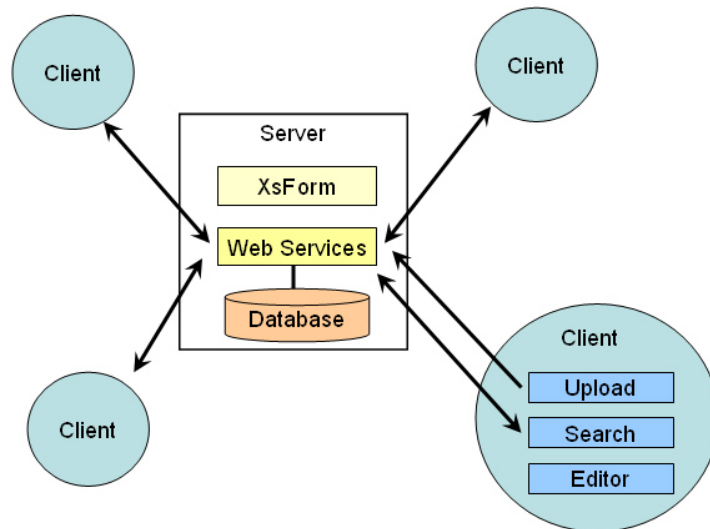 Client
Client
Server
XsForm
Web Services
Database
Client
Upload
Search
Editor
Client